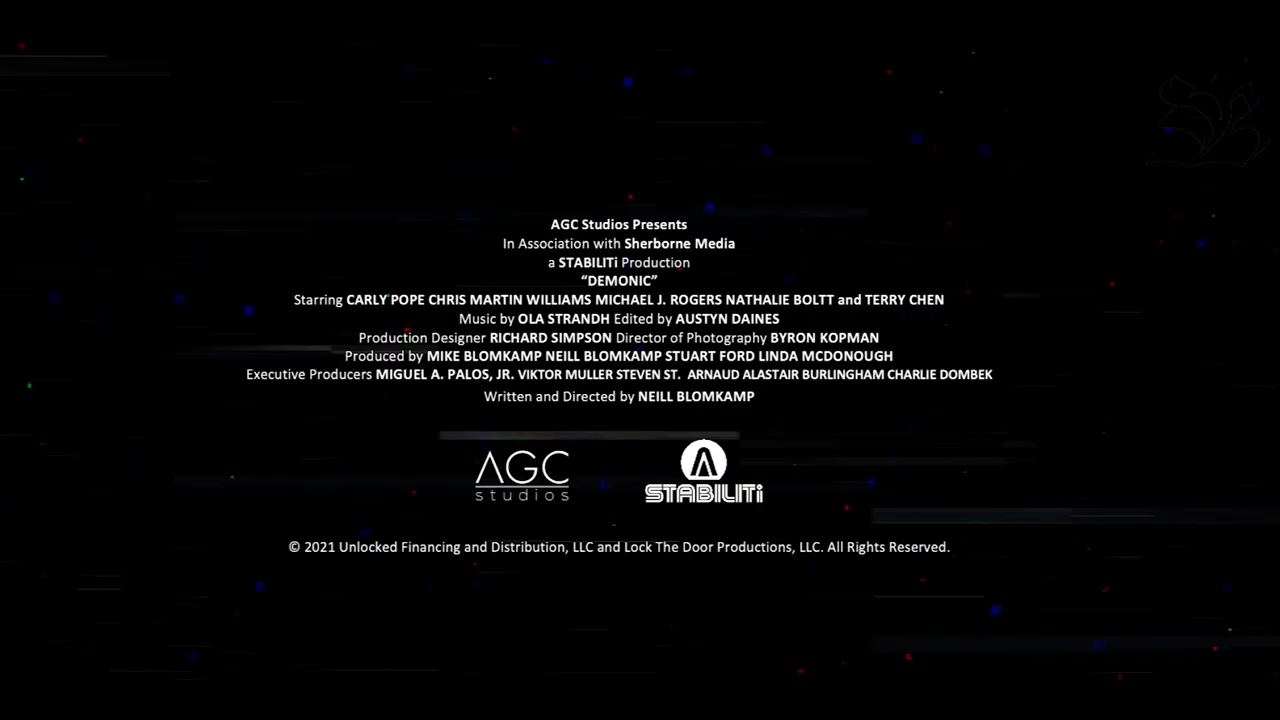 AGC Studios Presents
In Association with Sherborne Media
a STABILITi Production
“DEMONIC”
Starring CARLY POPE CHRIS MARTIN WILLIAMS MICHAEL J. ROGERS NATHALIE BOLTT and TERRY CHEN
Music by OLA STRANDH Edited by AUSTYN DAINES
Production Designer RICHARD SIMPSON Director of Photography BYRON KOPMAN
Produced by MIKE BLOMKAMP NEILL BLOMKAMP STUART FORD LINDA MCDONOUGH
Executive Producers MIGUEL A. PALOS, JR. VIKTOR MULLER STEVEN ST. ARNAUD ALASTAIR BURLINGHAM CHARLIE DOMBEK
Written and Directed by NEILL BLOMKAMP
AGC
studios
STABILITi
© 2021 Unlocked Financing and Distribution, LLC and Lock The Door Productions, LLC. All Rights Reserved.